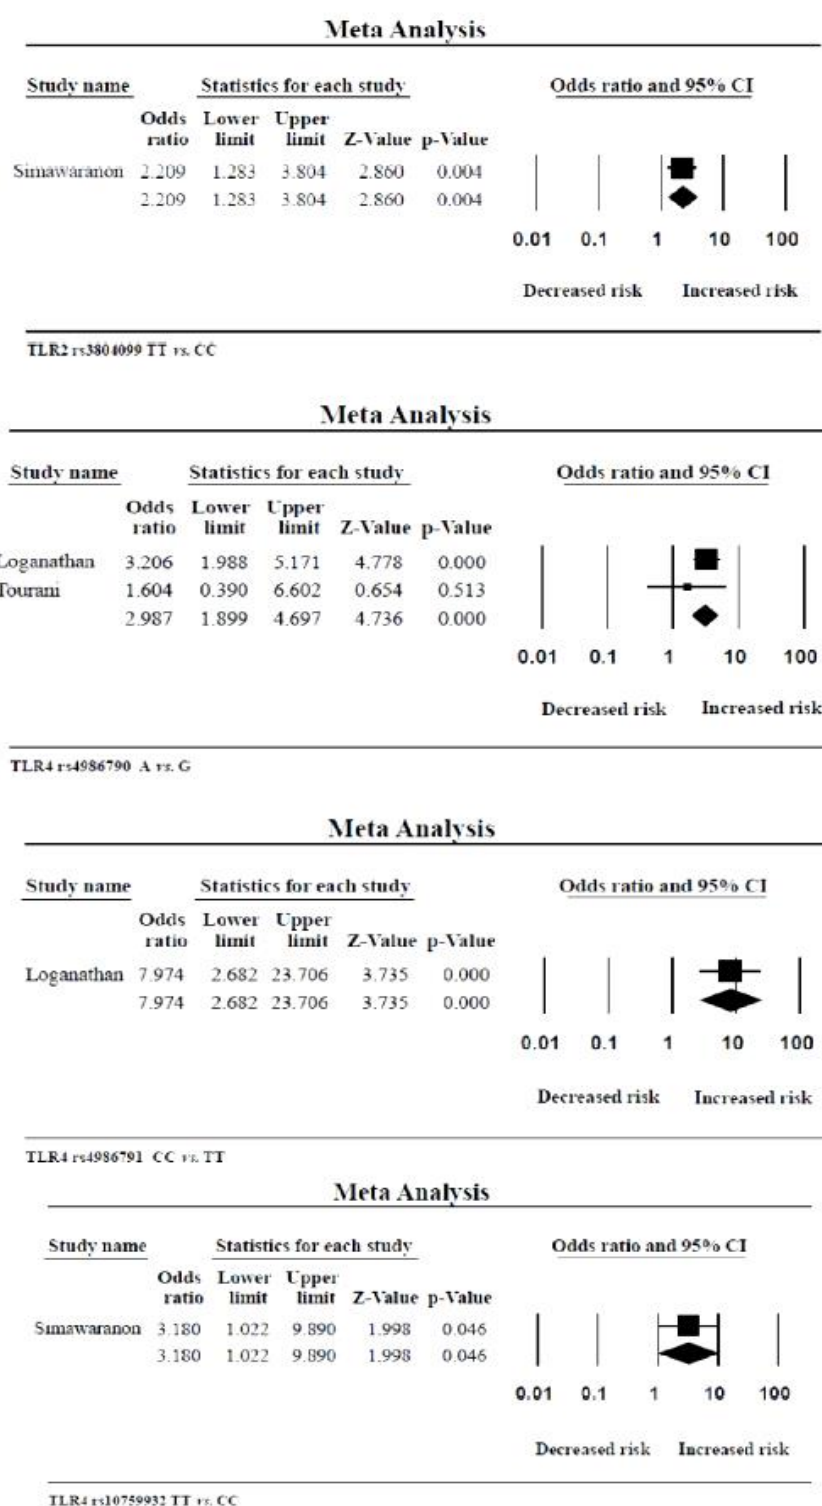 Meta Analysis
Study name Statistics for each study Odds ratio and 95% CI
Odds Lower Upper
ratio limit limit Z-Value p-Value
Simawaranon 2.209 1.283 3.804 2.860 0.004
2.209 1.283 3.804 2.860 0.004
0.01 0.1 1 10 100
Decreased risk Increased risk
TLR2 rs3804099 TT vs. CC
Meta Analysis
Study name Statistics for each study Odds ratio and 95% CI
Odds Lower Upper
ratio limit limit Z-Value p-Value
Loganathan 3.206 1.988 5.171 4.778 0.000
Tourani 1.604 0.390 6.602 0.654 0.513
2.987 1.899 4.697 4.736 0.000
0.01 0.1 1 10 100
Decreased risk Increased risk
TLR4 rs4986790 A vs. G
Meta Analysis
Study name Statistics for each study Odds ratio and 95% CI
Odds Lower Upper
ratio limit limit Z-Value p-Value
Loganathan 7.974 2.682 23.706 3.735 0.000
7.974 2.682 23.706 3.735 0.000
0.01 0.1 1 10 100
Decreased risk Increased risk
TLR4 rs4986791 CC vs. TT
Meta Analysis
Study name Statistics for each study Odds ratio and 95% CI
Odds Lower Upper
ratio limit limit Z-Value p-Value
Simawaranon 3.180 1.022 9.890 1.998 0.046
3.180 1.022 9.890 1.998 0.046
0.01 0.1 1 10 100
Decreased risk Increased risk
TLR4 rs10759932 TT vs. CC